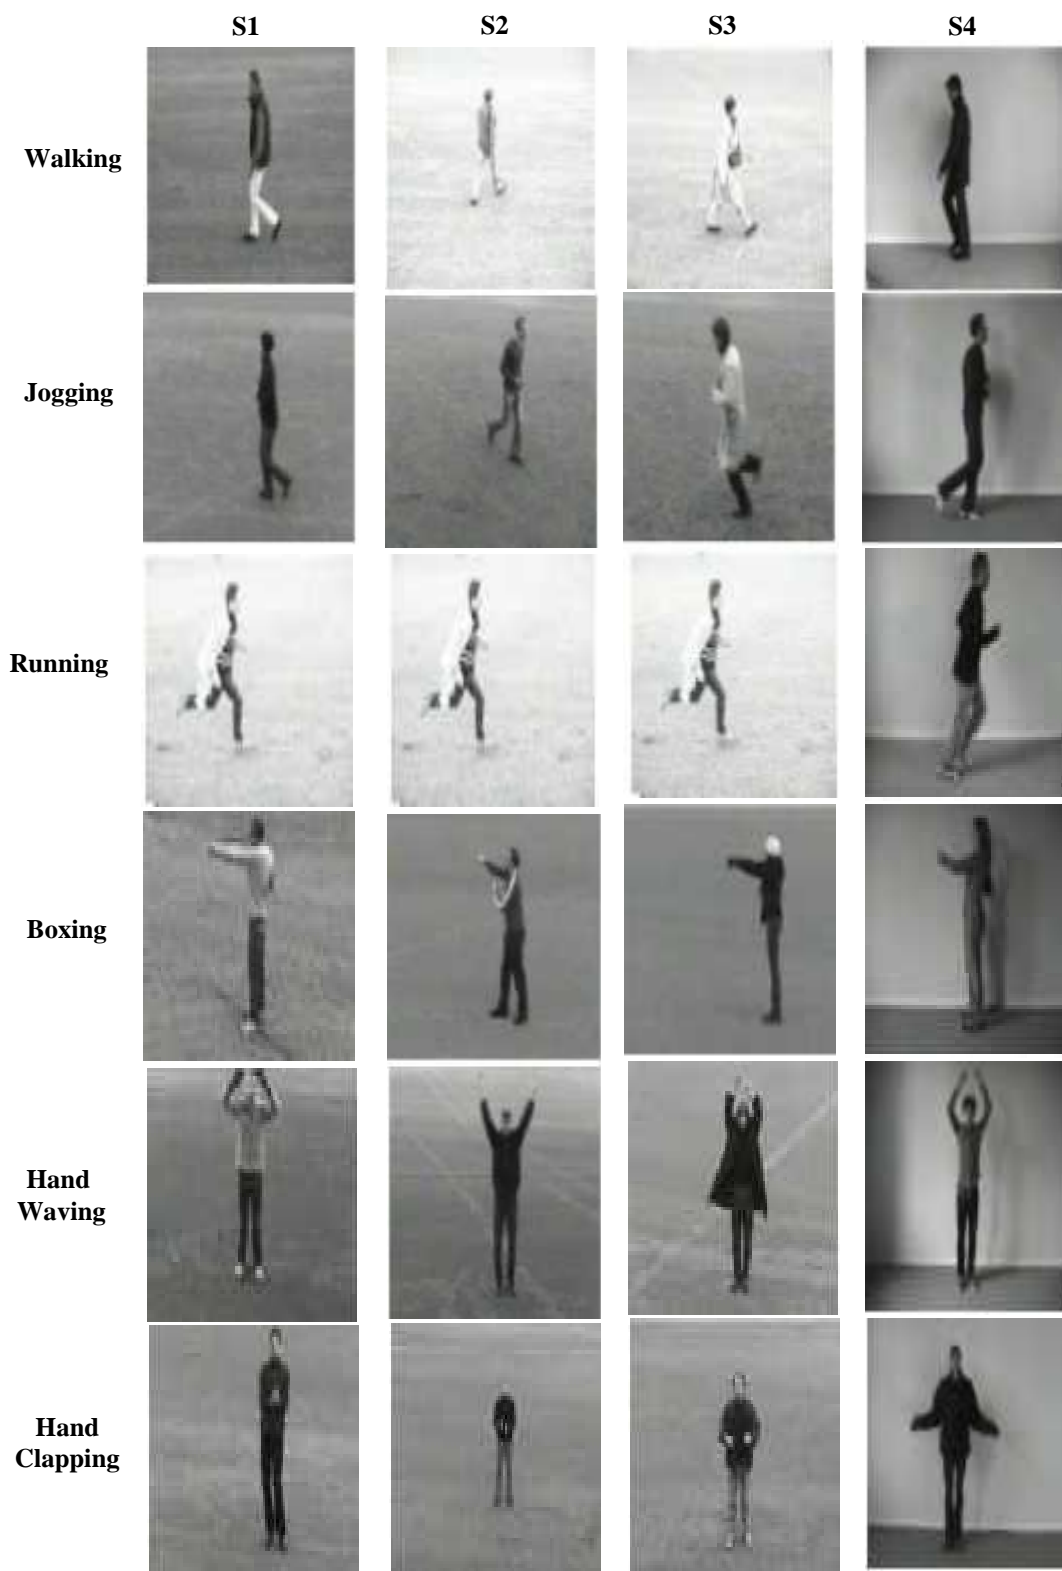 S1 S2 S3 S4
Walking
Jogging
Running
Boxing
Hand
Waving
Hand
Clapping